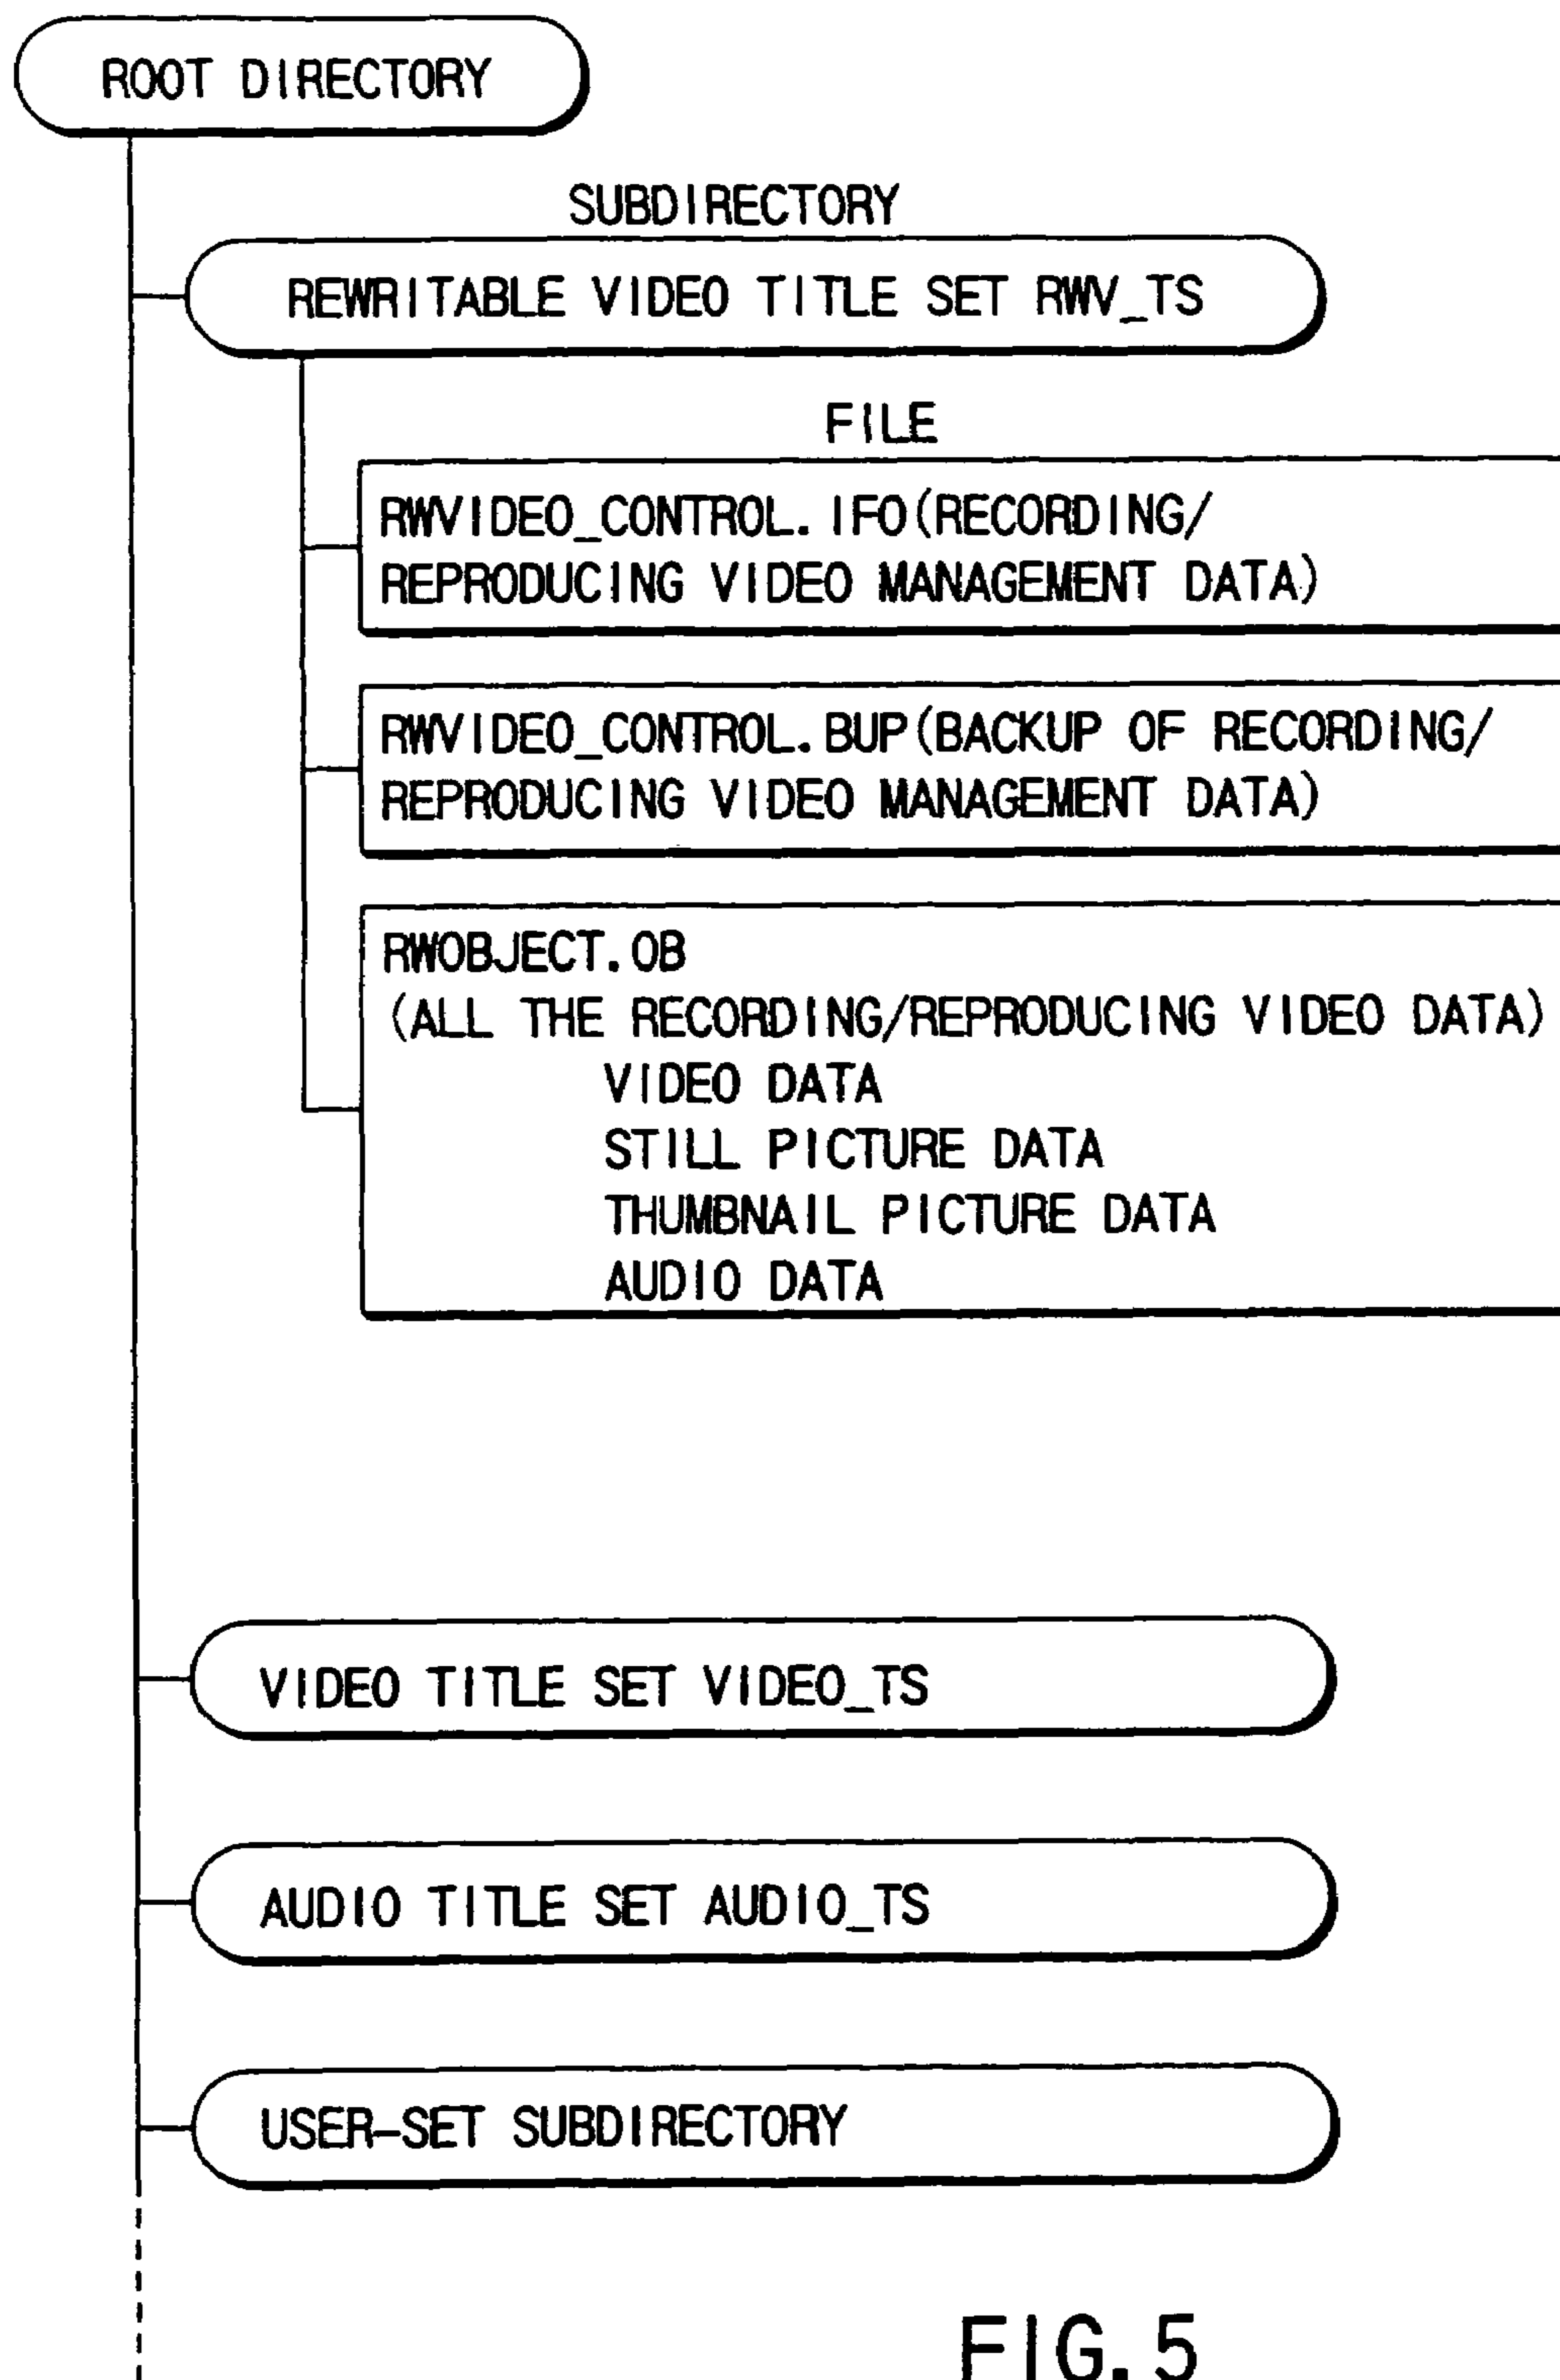 ROOT DIRECTORY
SUBDIRECTORY
REWRITABLE VIDEO TITLE SET RWV_TS
FILE
RWVIDEO_CONTROL.IFO(RECORDING/
REPRODUCING VIDEO MANAGEMENT DATA)
RWVIDEO_CONTROL.BUP(BACKUP OF RECORDING/
REPRODUCING VIDEO MANAGEMENT DATA)
RWOBJECT.OB
(ALL THE RECORDING/REPRODUCING VIDEO DATA)
VIDEO DATA
STILL PICTURE DATA
THUMBNAIL PICTURE DATA
AUDIO DATA
VIDEO TITLE SET VIDEO_TS
AUDIO TITLE SET AUDIO_TS
USER-SET SUBDIRECTORY
FIG.5